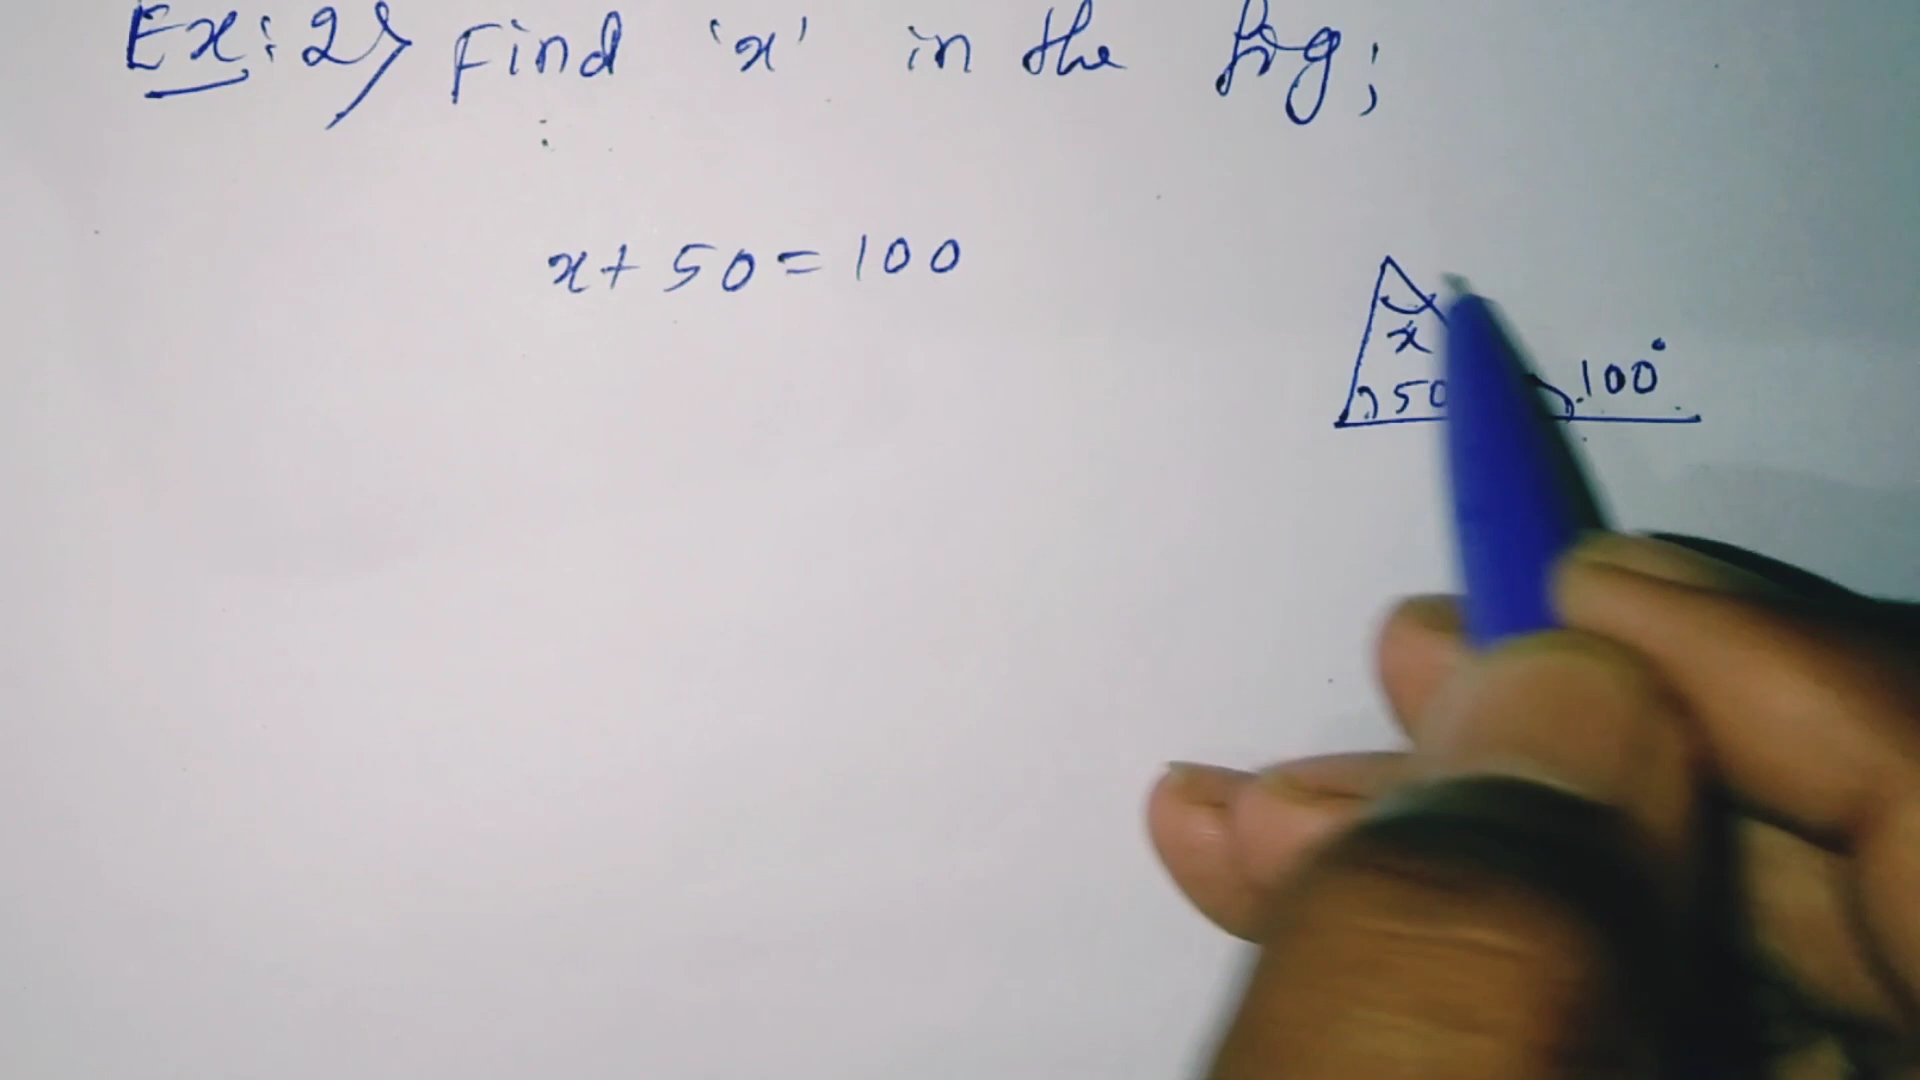 Ex: 2) Find 'x' in the fig;
x + 50 = 100
x
50
100°